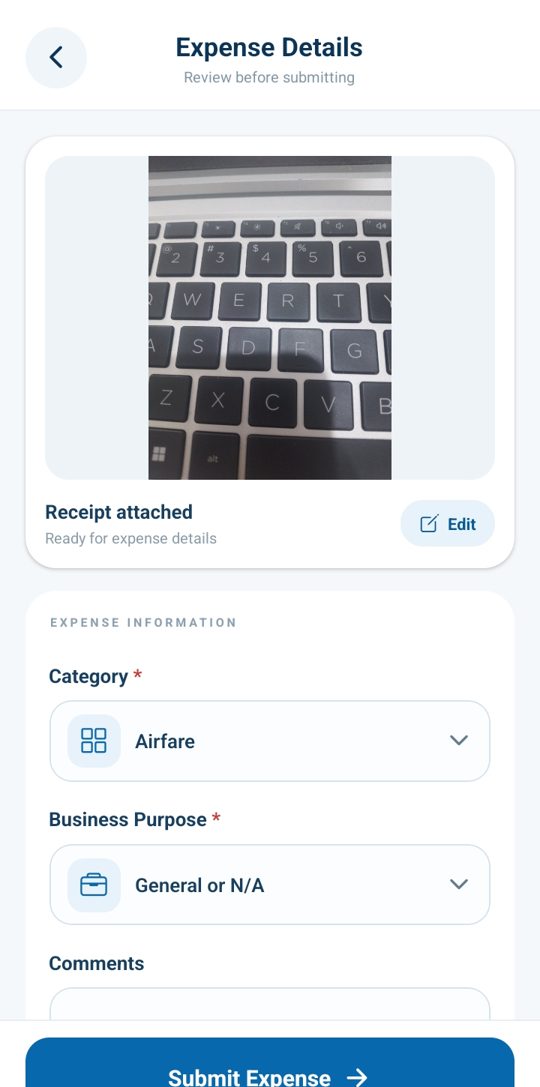 Expense Details
Review before submitting
@ 2 # 3 $ 4 % 5 ^ 6
W E R T Y
A S D F G
Z X C V B
alt
Receipt attached
Ready for expense details
Edit
EXPENSE INFORMATION
Category *
Airfare
Business Purpose *
General or N/A
Comments
Submit Expense